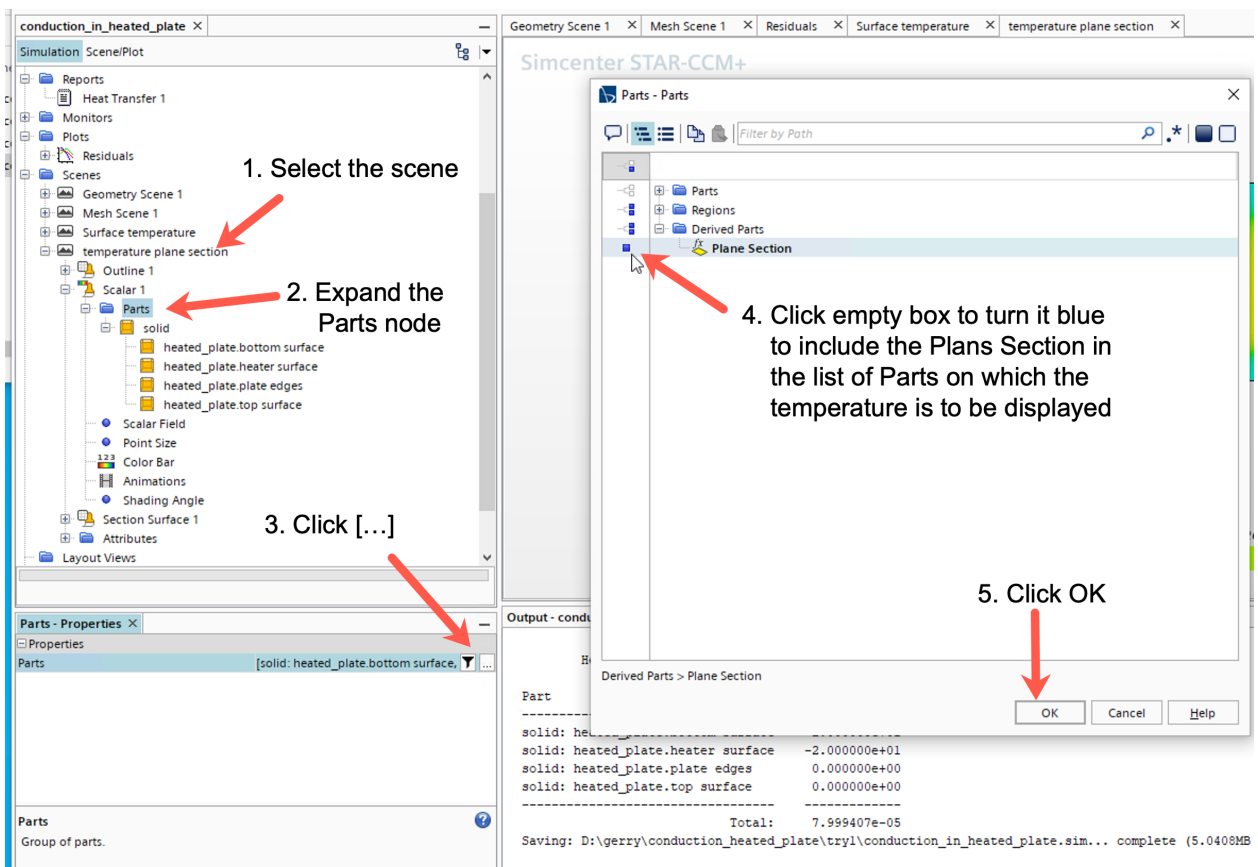 conduction_in_heated_plate ×
Simulation Scene/Plot
Reports
Heat Transfer 1
Monitors
Plots
Residuals
Scenes
Geometry Scene 1
Mesh Scene 1
Surface temperature
temperature plane section
Outline 1
Scalar 1
Parts
solid
heated_plate.bottom surface
heated_plate.heater surface
heated_plate.plate edges
heated_plate.top surface
Scalar Field
Point Size
123 Color Bar
Animations
Shading Angle
Section Surface 1
Attributes
Layout Views
1. Select the scene
2. Expand the
Parts node
3. Click [...]
Parts - Properties ×
Properties
Parts [solid: heated_plate.bottom surface, ...
Parts
Group of parts.
Geometry Scene 1 × Mesh Scene 1 × Residuals × Surface temperature × temperature plane section ×
Simcenter STAR-CCM+
Parts - Parts
Filter by Path .*
Parts
Regions
Derived Parts
fx Plane Section
4. Click empty box to turn it blue
to include the Plans Section in
the list of Parts on which the
temperature is to be displayed
5. Click OK
Derived Parts > Plane Section
OK Cancel Help
Output - condu
Part
solid: heated_plate.heater surface -2.000000e+01
solid: heated_plate.plate edges 0.000000e+00
solid: heated_plate.top surface 0.000000e+00
Total: 7.999407e-05
Saving: D:\gerry\conduction_heated_plate\try1\conduction_in_heated_plate.sim... complete (5.0408MB